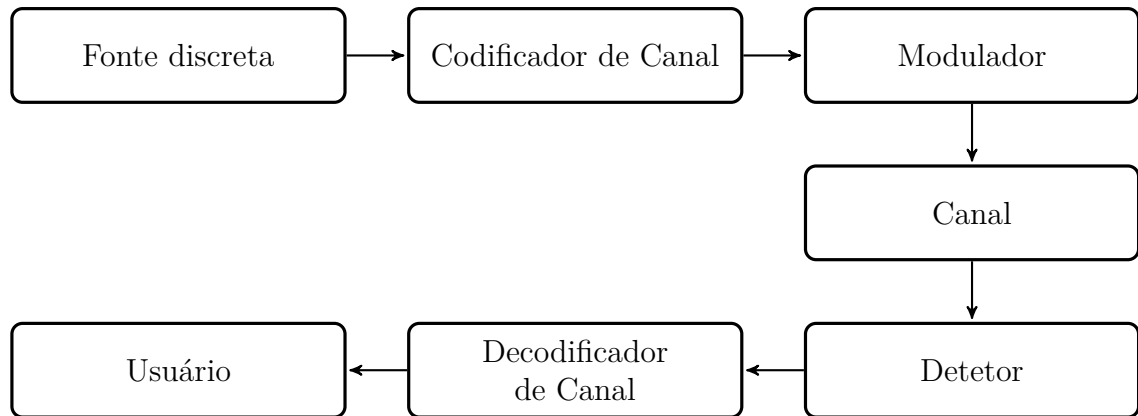 Fonte discreta
Codificador de Canal
Modulador
Canal
Detetor
Decodificador
de Canal
Usuário